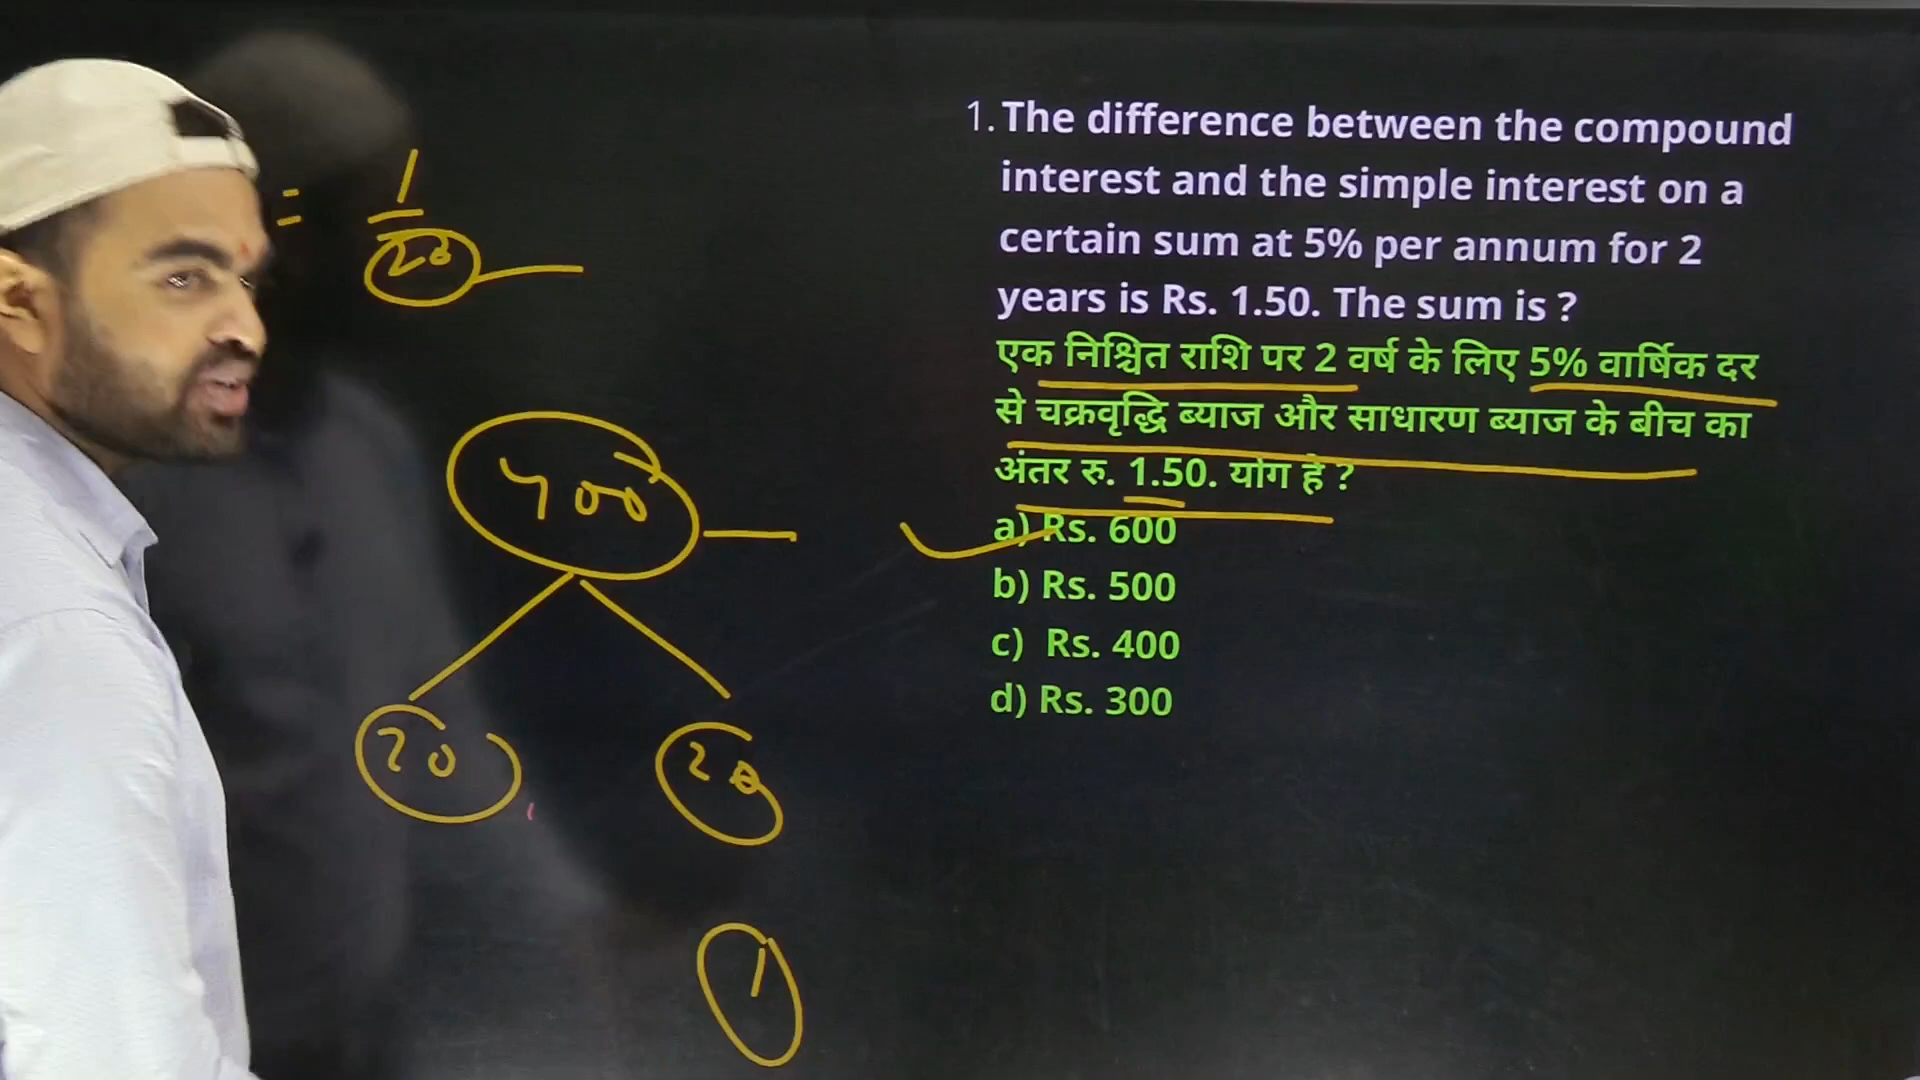 = 1
20
400
20
20
1
1. The difference between the compound
interest and the simple interest on a
certain sum at 5% per annum for 2
years is Rs. 1.50. The sum is ?
एक निश्चित राशि पर 2 वर्ष के लिए 5% वार्षिक दर
से चक्रवृद्धि ब्याज और साधारण ब्याज के बीच का
अंतर रु. 1.50. योग है ?
a) Rs. 600
b) Rs. 500
c) Rs. 400
d) Rs. 300